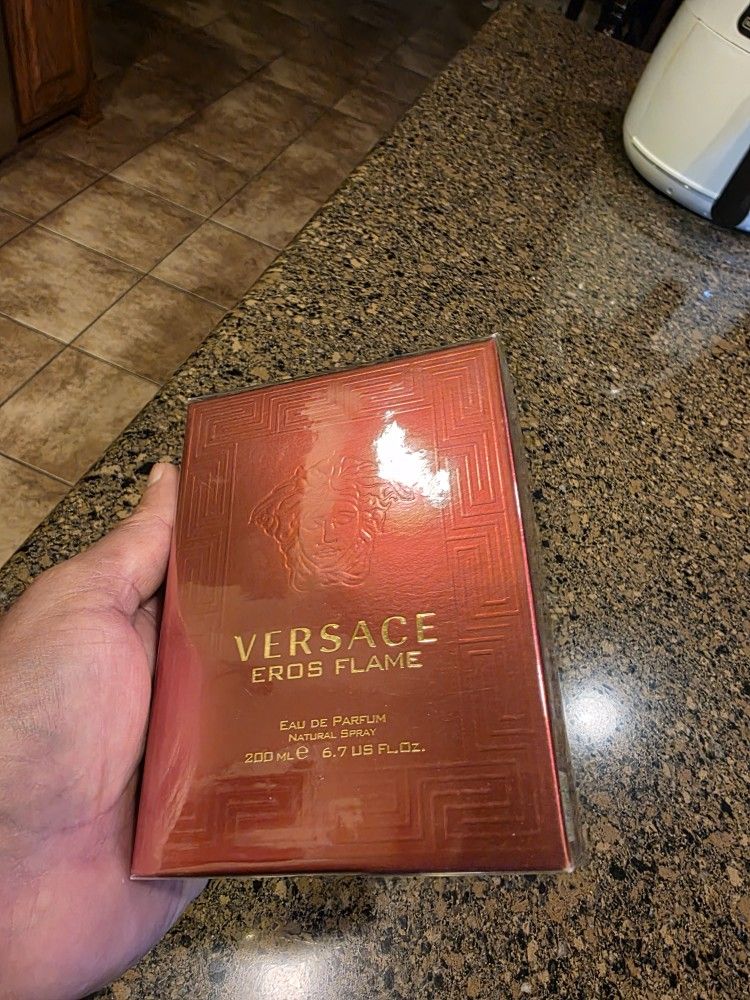 VERSACE
EROS FLAME
EAU DE PARFUM
NATURAL SPRAY
200 ML ℮ 6.7 US FL.OZ.